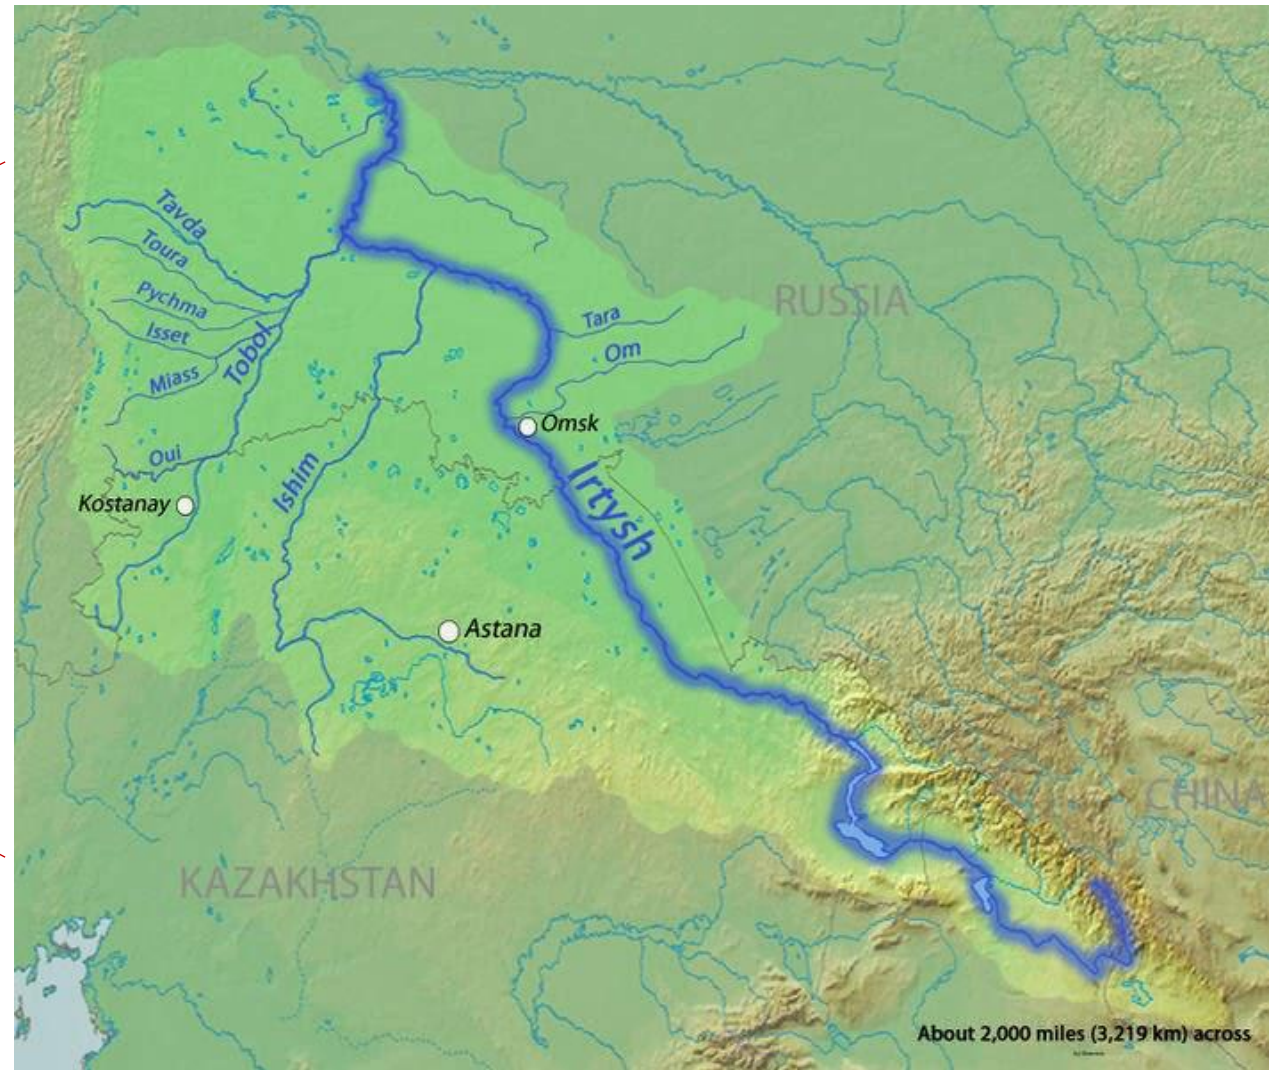 Tavda
Toura
Pychma
Isset
Miass
Tobol
Oui
Kostanay
Ishim
Tara
Om
Omsk
Irtysh
Astana
RUSSIA
CHINA
KAZAKHSTAN
About 2,000 miles (3,219 km) across